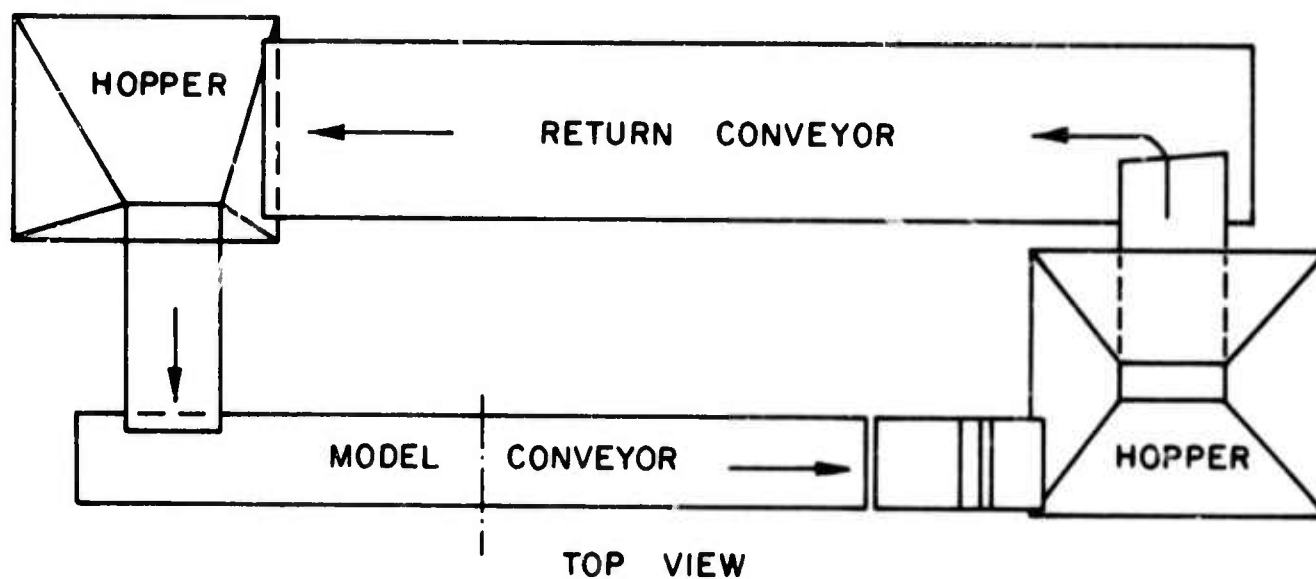 HOPPER
RETURN CONVEYOR
MODEL CONVEYOR
HOPPER
TOP VIEW